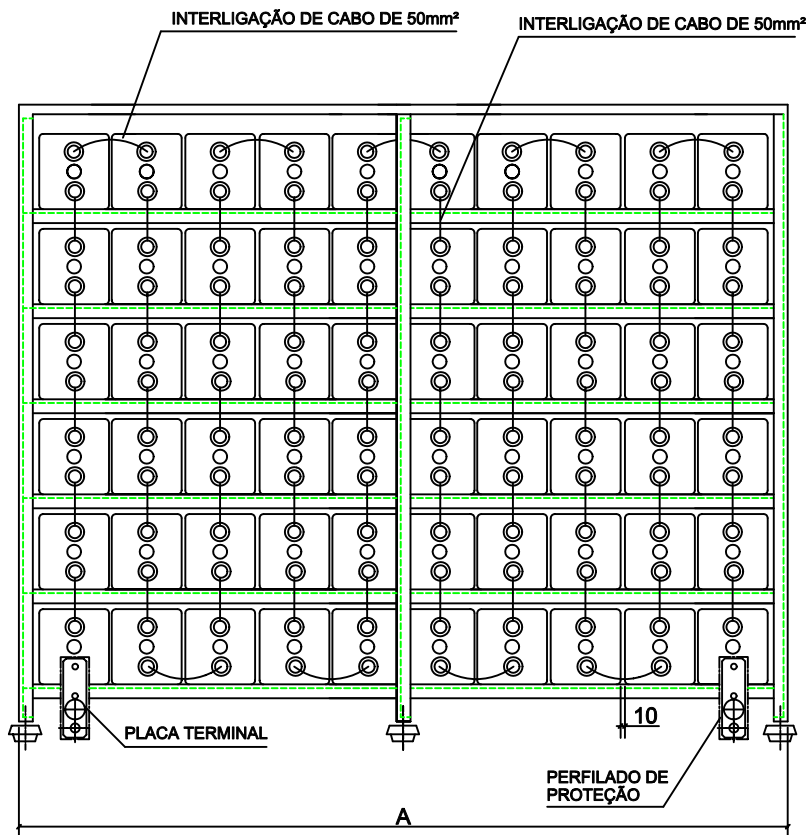 INTERLIGAÇÃO DE CABO DE 50mm²
INTERLIGAÇÃO DE CABO DE 50mm²
10
PLACA TERMINAL
PERFILADO DE
PROTEÇÃO
A